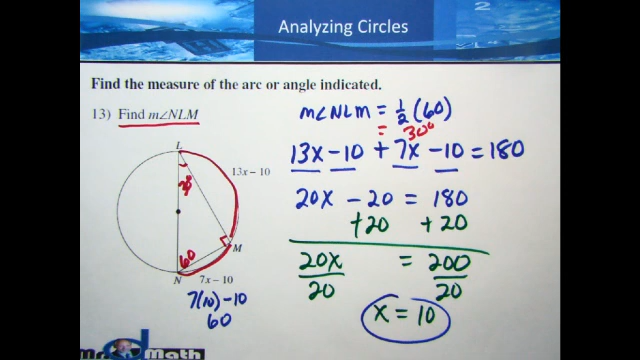 Analyzing Circles
2
Find the measure of the arc or angle indicated.
13) Find m∠NLM
m∠NLM = 1/2 (60)
= 30°
13x - 10 + 7x - 10 = 180
20x - 20 = 180
+20 +20
20x/20 = 200/20
x = 10
L
13x - 10
30°
M
60
N
7x - 10
7(10) - 10
60
Math